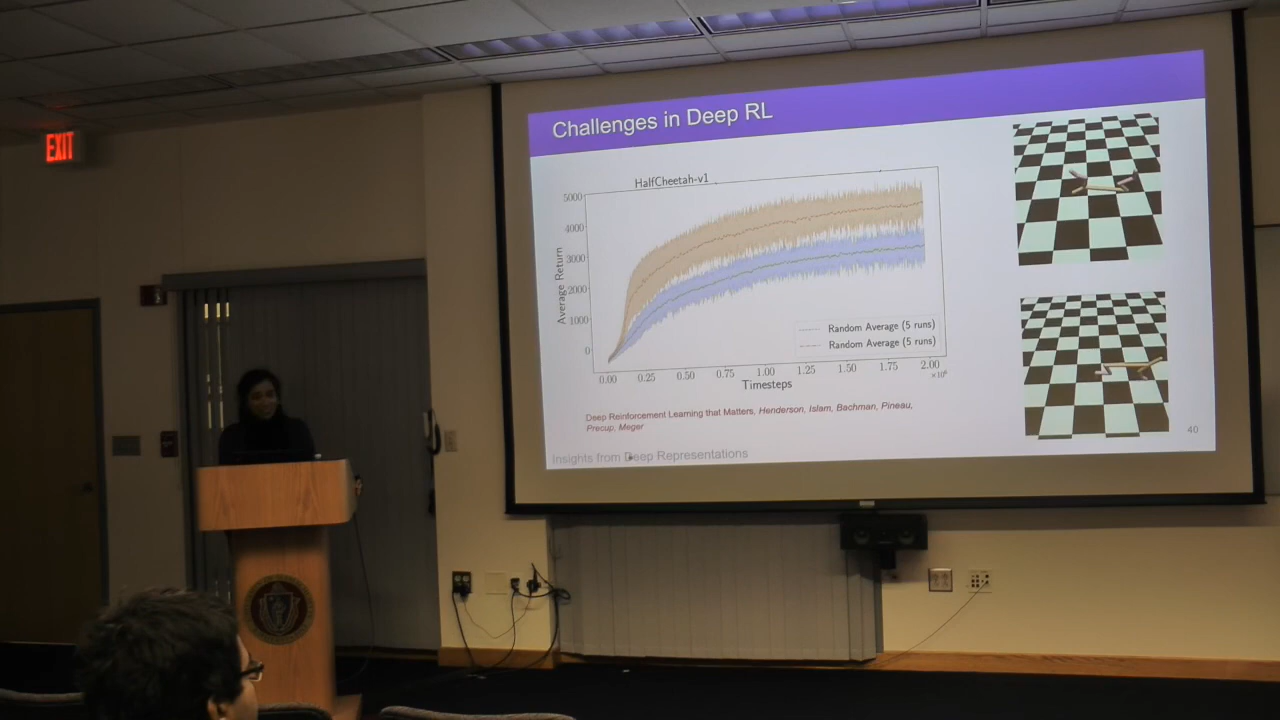 EXIT
Challenges in Deep RL
HalfCheetah-v1
5000
4000
3000
2000
1000
0
Average Return
Random Average (5 runs)
Random Average (5 runs)
0.00 0.25 0.50 0.75 1.00 1.25 1.50 1.75 2.00
×10⁶
Timesteps
Deep Reinforcement Learning that Matters, Henderson, Islam, Bachman, Pineau,
Precup, Meger
40
Insights from Deep Representations